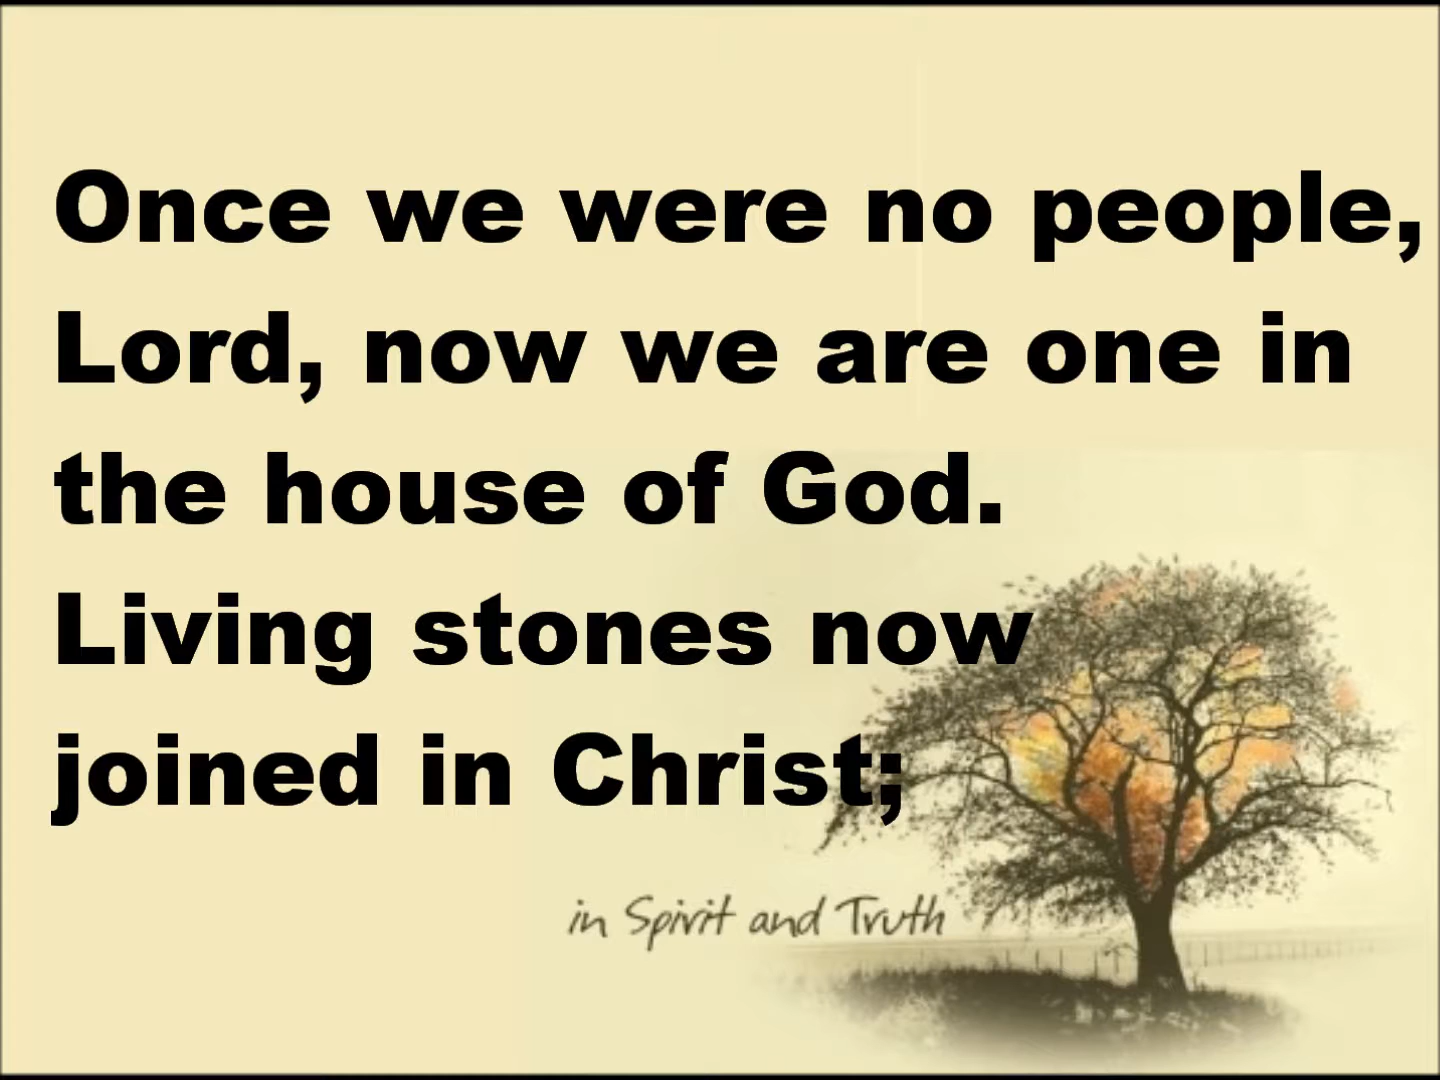 Once we were no people,
Lord, now we are one in
the house of God.
Living stones now
joined in Christ;
in Spirit and Truth